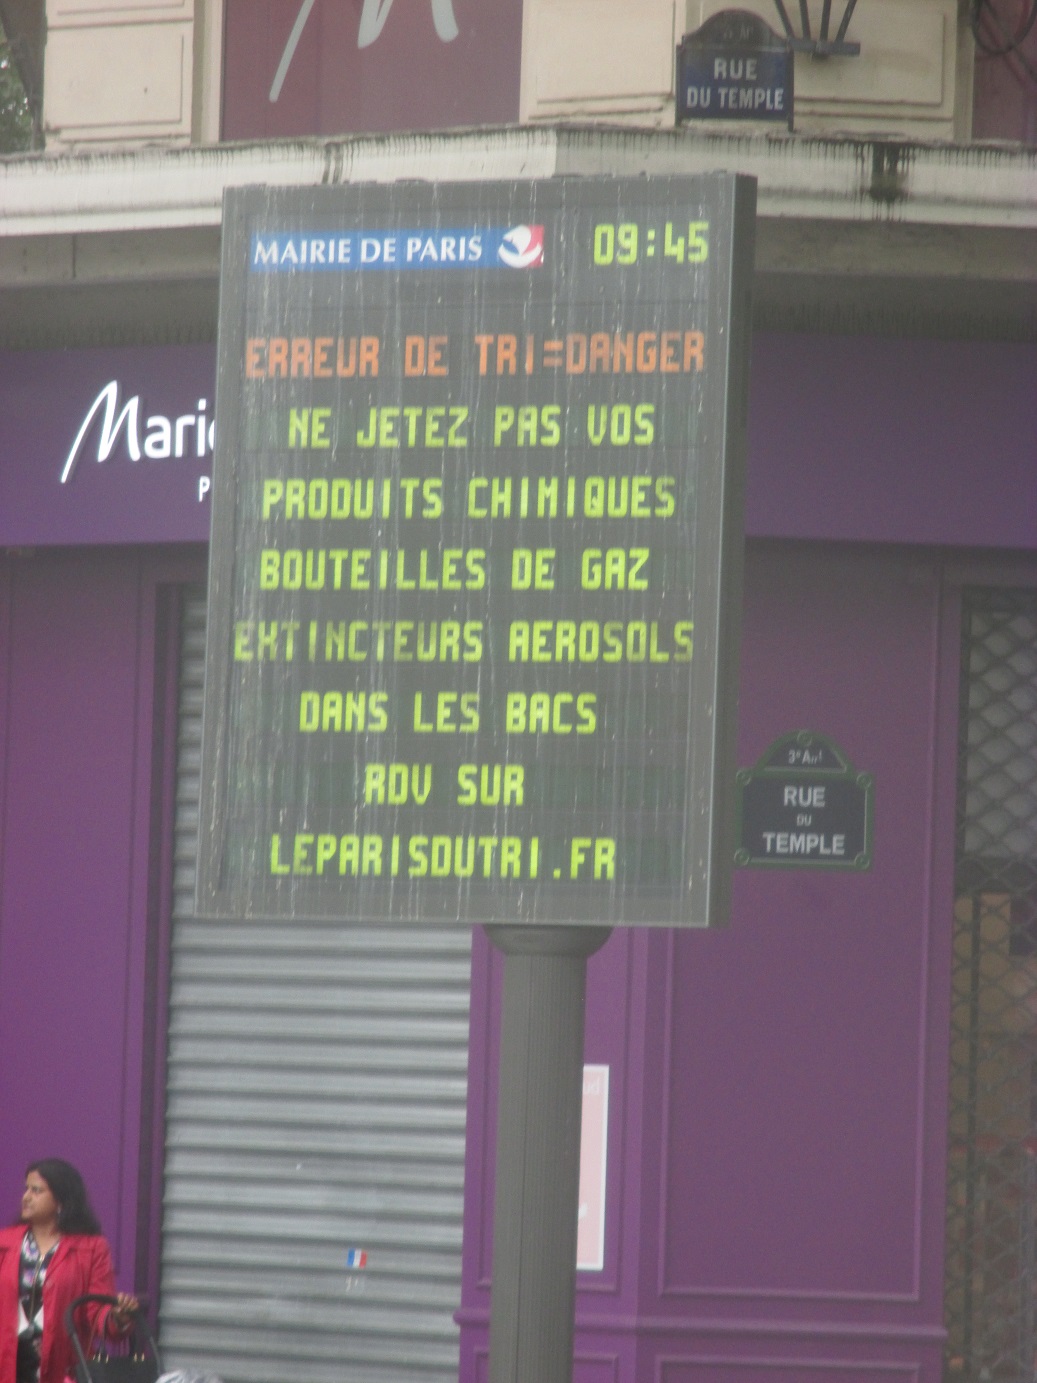 RUE
DU TEMPLE
MAIRIE DE PARIS
09:45
ERREUR DE TRI=DANGER
NE JETEZ PAS VOS
PRODUITS CHIMIQUES
BOUTEILLES DE GAZ
EXTINCTEURS AEROSOLS
DANS LES BACS
RDV SUR
LEPARISDUTRI.FR
Marie
P
3e Arrt
RUE
DU
TEMPLE